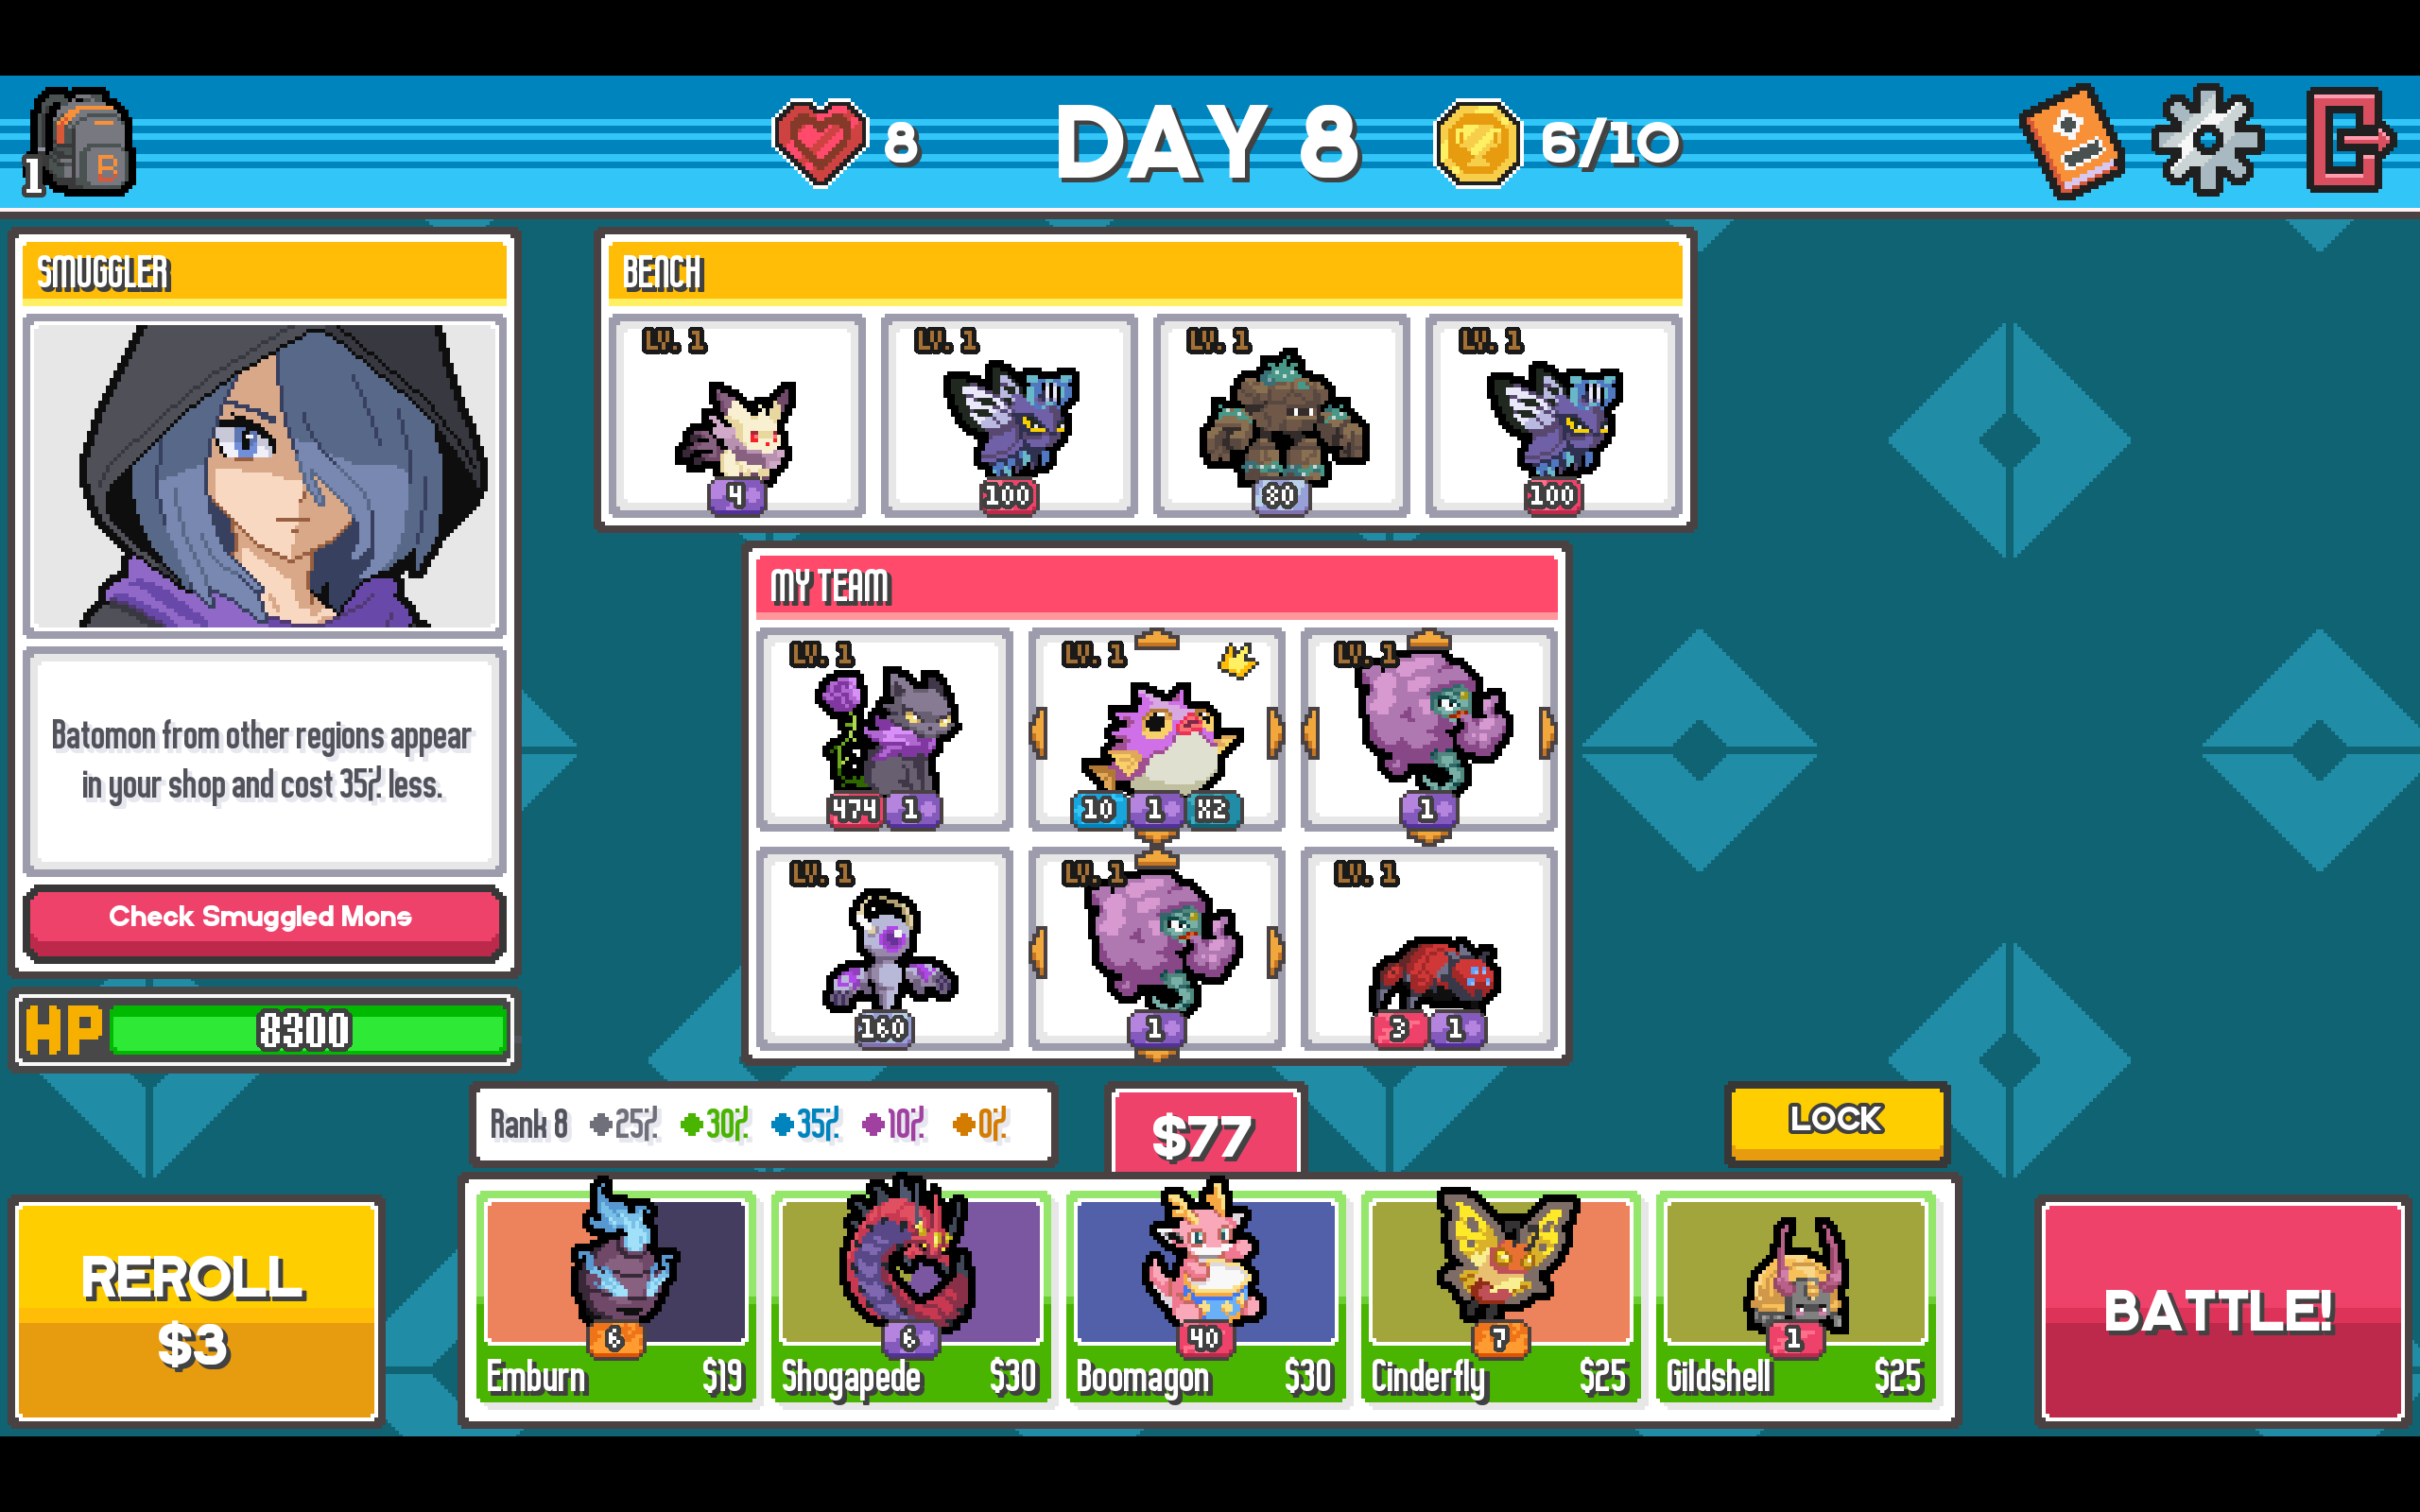 1
B
8
DAY 8
6/10
SMUGGLER
Batomon from other regions appear
in your shop and cost 35% less.
Check Smuggled Mons
HP 8300
BENCH
LV. 1 LV. 1 LV. 1 LV. 1
4 100 80 100
MY TEAM
LV. 1 LV. 1 LV. 1
474 1 10 1 X2 1
LV. 1 LV. 1 LV. 1
160 1 3 1
Rank 8 25% 30% 35% 10% 0%
$77
LOCK
REROLL
$3
6 6 40 7 1
Emburn $19 Shogapede $30 Boomagon $30 Cinderfly $25 Gildshell $25
BATTLE!